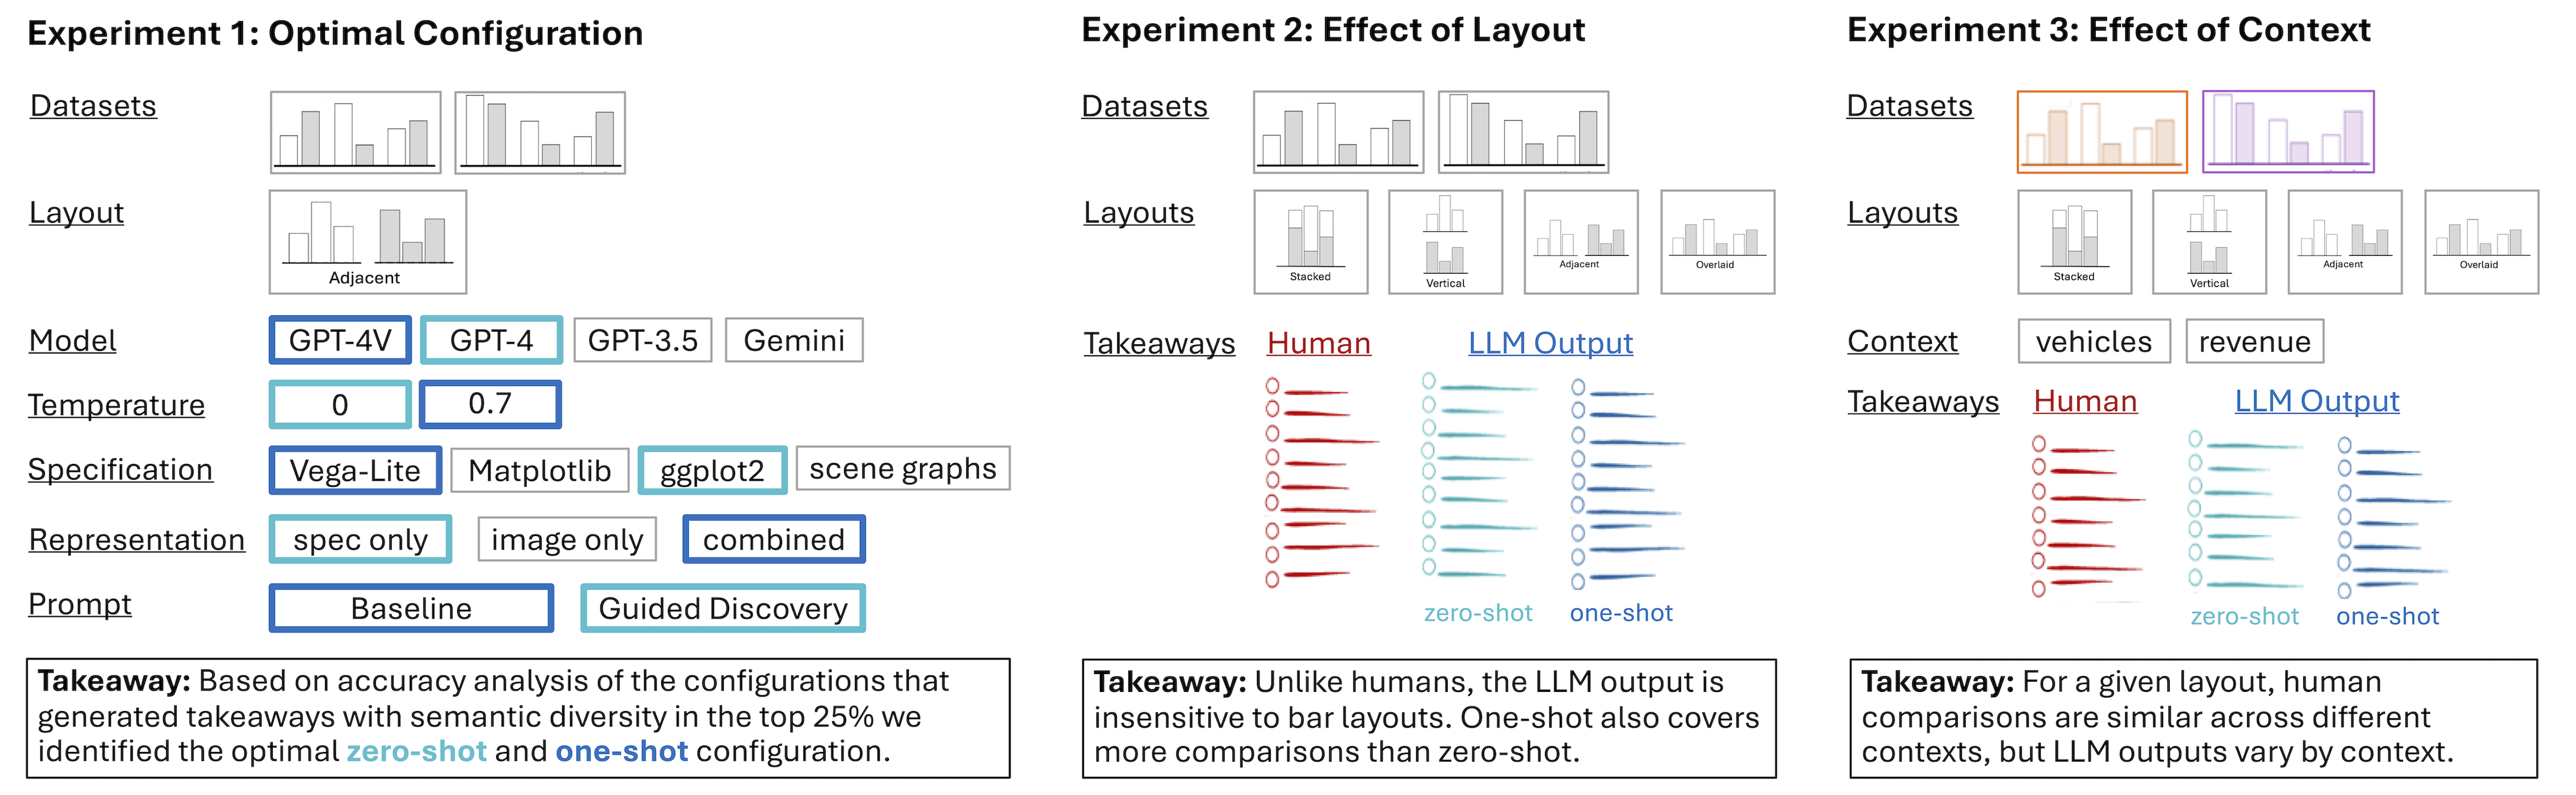 Experiment 1: Optimal Configuration
Datasets
Layout
Adjacent
Model
GPT-4V
GPT-4
GPT-3.5
Gemini
Temperature
0
0.7
Specification
Vega-Lite
Matplotlib
ggplot2
scene graphs
Representation
spec only
image only
combined
Prompt
Baseline
Guided Discovery
Takeaway: Based on accuracy analysis of the configurations that
generated takeaways with semantic diversity in the top 25% we
identified the optimal zero-shot and one-shot configuration.
Experiment 2: Effect of Layout
Datasets
Layouts
Stacked
Vertical
Adjacent
Overlaid
Takeaways
Human
LLM Output
zero-shot
one-shot
Takeaway: Unlike humans, the LLM output is
insensitive to bar layouts. One-shot also covers
more comparisons than zero-shot.
Experiment 3: Effect of Context
Datasets
Layouts
Stacked
Vertical
Adjacent
Overlaid
Context
vehicles
revenue
Takeaways
Human
LLM Output
zero-shot
one-shot
Takeaway: For a given layout, human
comparisons are similar across different
contexts, but LLM outputs vary by context.